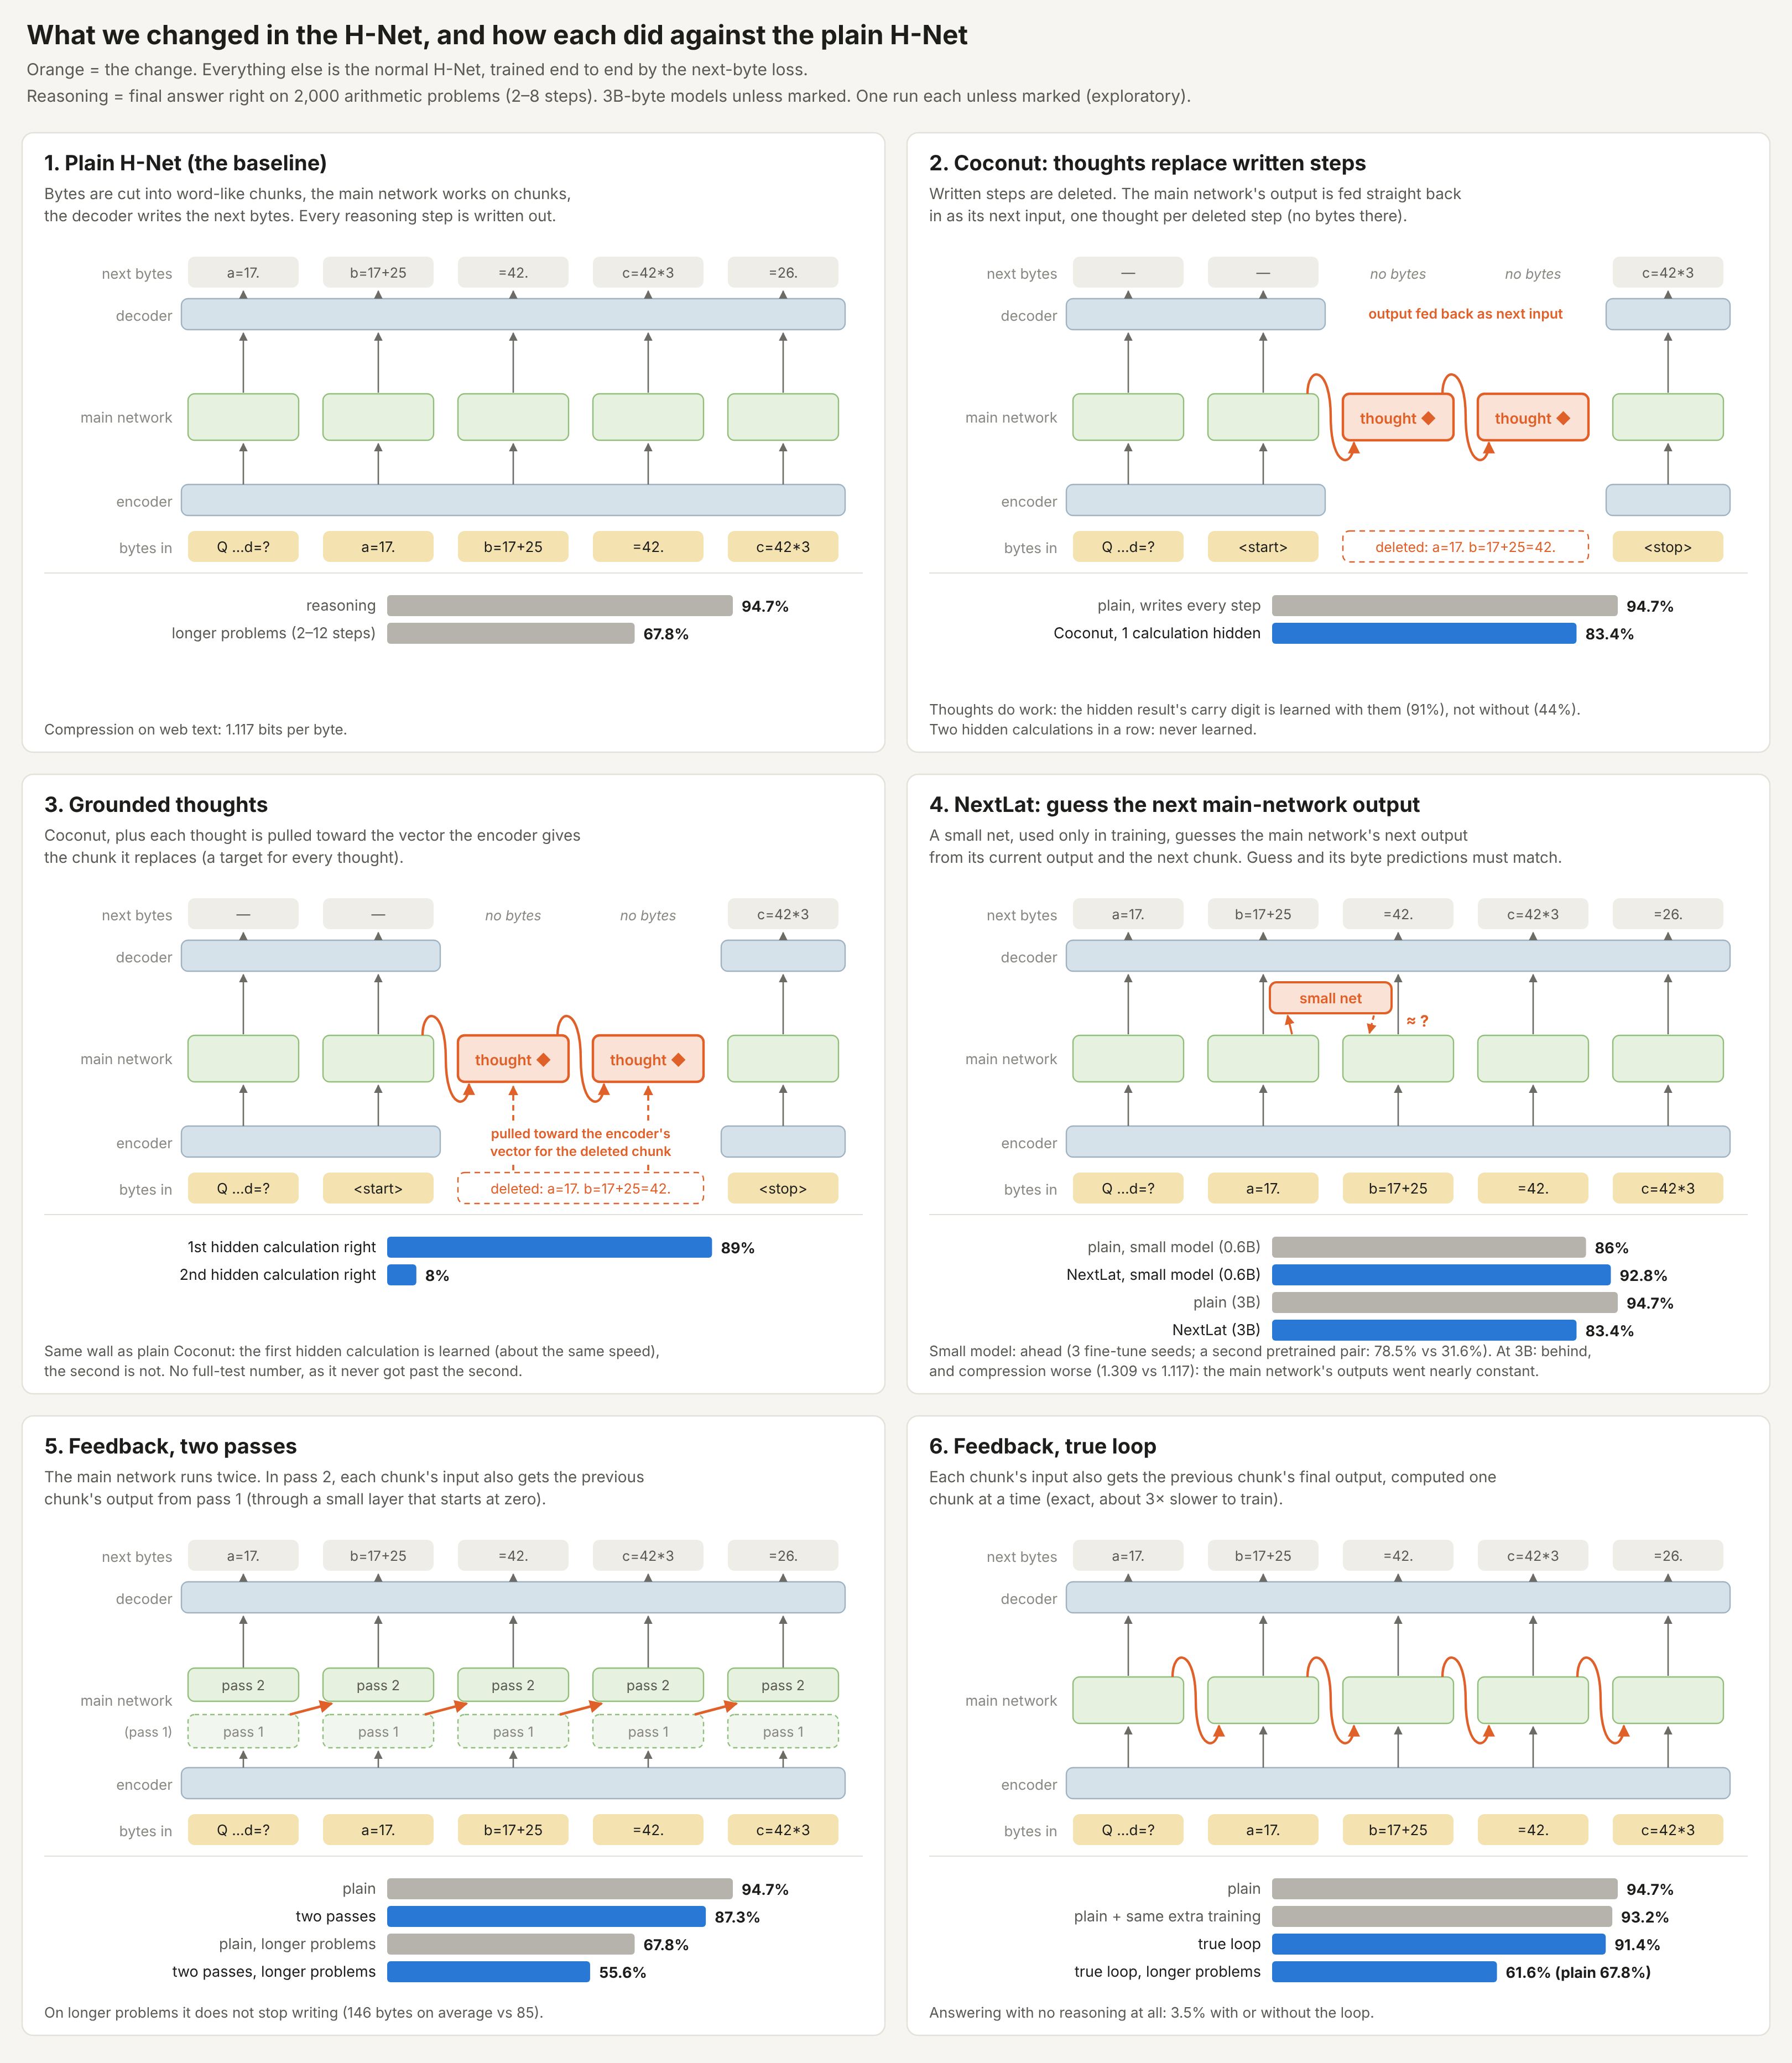 What we changed in the H-Net, and how each did against the plain H-Net
Orange = the change. Everything else is the normal H-Net, trained end to end by the next-byte loss.
Reasoning = final answer right on 2,000 arithmetic problems (2–8 steps). 3B-byte models unless marked. One run each unless marked (exploratory).
1. Plain H-Net (the baseline)
Bytes are cut into word-like chunks, the main network works on chunks,
the decoder writes the next bytes. Every reasoning step is written out.
next bytes a=17. b=17+25 =42. c=42*3 =26.
decoder
main network
encoder
bytes in Q ...d=? a=17. b=17+25 =42. c=42*3
reasoning 94.7%
longer problems (2–12 steps) 67.8%
Compression on web text: 1.117 bits per byte.
2. Coconut: thoughts replace written steps
Written steps are deleted. The main network's output is fed straight back
in as its next input, one thought per deleted step (no bytes there).
next bytes — — no bytes no bytes c=42*3
decoder output fed back as next input
main network thought ◆ thought ◆
encoder
bytes in Q ...d=? <start> deleted: a=17. b=17+25=42. <stop>
plain, writes every step 94.7%
Coconut, 1 calculation hidden 83.4%
Thoughts do work: the hidden result's carry digit is learned with them (91%), not without (44%).
Two hidden calculations in a row: never learned.
3. Grounded thoughts
Coconut, plus each thought is pulled toward the vector the encoder gives
the chunk it replaces (a target for every thought).
next bytes — — no bytes no bytes c=42*3
decoder
main network thought ◆ thought ◆
encoder pulled toward the encoder's
vector for the deleted chunk
bytes in Q ...d=? <start> deleted: a=17. b=17+25=42. <stop>
1st hidden calculation right 89%
2nd hidden calculation right 8%
Same wall as plain Coconut: the first hidden calculation is learned (about the same speed),
the second is not. No full-test number, as it never got past the second.
4. NextLat: guess the next main-network output
A small net, used only in training, guesses the main network's next output
from its current output and the next chunk. Guess and its byte predictions must match.
next bytes a=17. b=17+25 =42. c=42*3 =26.
decoder
small net
≈ ?
main network
encoder
bytes in Q ...d=? a=17. b=17+25 =42. c=42*3
plain, small model (0.6B) 86%
NextLat, small model (0.6B) 92.8%
plain (3B) 94.7%
NextLat (3B) 83.4%
Small model: ahead (3 fine-tune seeds; a second pretrained pair: 78.5% vs 31.6%). At 3B: behind,
and compression worse (1.309 vs 1.117): the main network's outputs went nearly constant.
5. Feedback, two passes
The main network runs twice. In pass 2, each chunk's input also gets the previous
chunk's output from pass 1 (through a small layer that starts at zero).
next bytes a=17. b=17+25 =42. c=42*3 =26.
decoder
main network pass 2 pass 2 pass 2 pass 2 pass 2
(pass 1) pass 1 pass 1 pass 1 pass 1 pass 1
encoder
bytes in Q ...d=? a=17. b=17+25 =42. c=42*3
plain 94.7%
two passes 87.3%
plain, longer problems 67.8%
two passes, longer problems 55.6%
On longer problems it does not stop writing (146 bytes on average vs 85).
6. Feedback, true loop
Each chunk's input also gets the previous chunk's final output, computed one
chunk at a time (exact, about 3× slower to train).
next bytes a=17. b=17+25 =42. c=42*3 =26.
decoder
main network
encoder
bytes in Q ...d=? a=17. b=17+25 =42. c=42*3
plain 94.7%
plain + same extra training 93.2%
true loop 91.4%
true loop, longer problems 61.6% (plain 67.8%)
Answering with no reasoning at all: 3.5% with or without the loop.